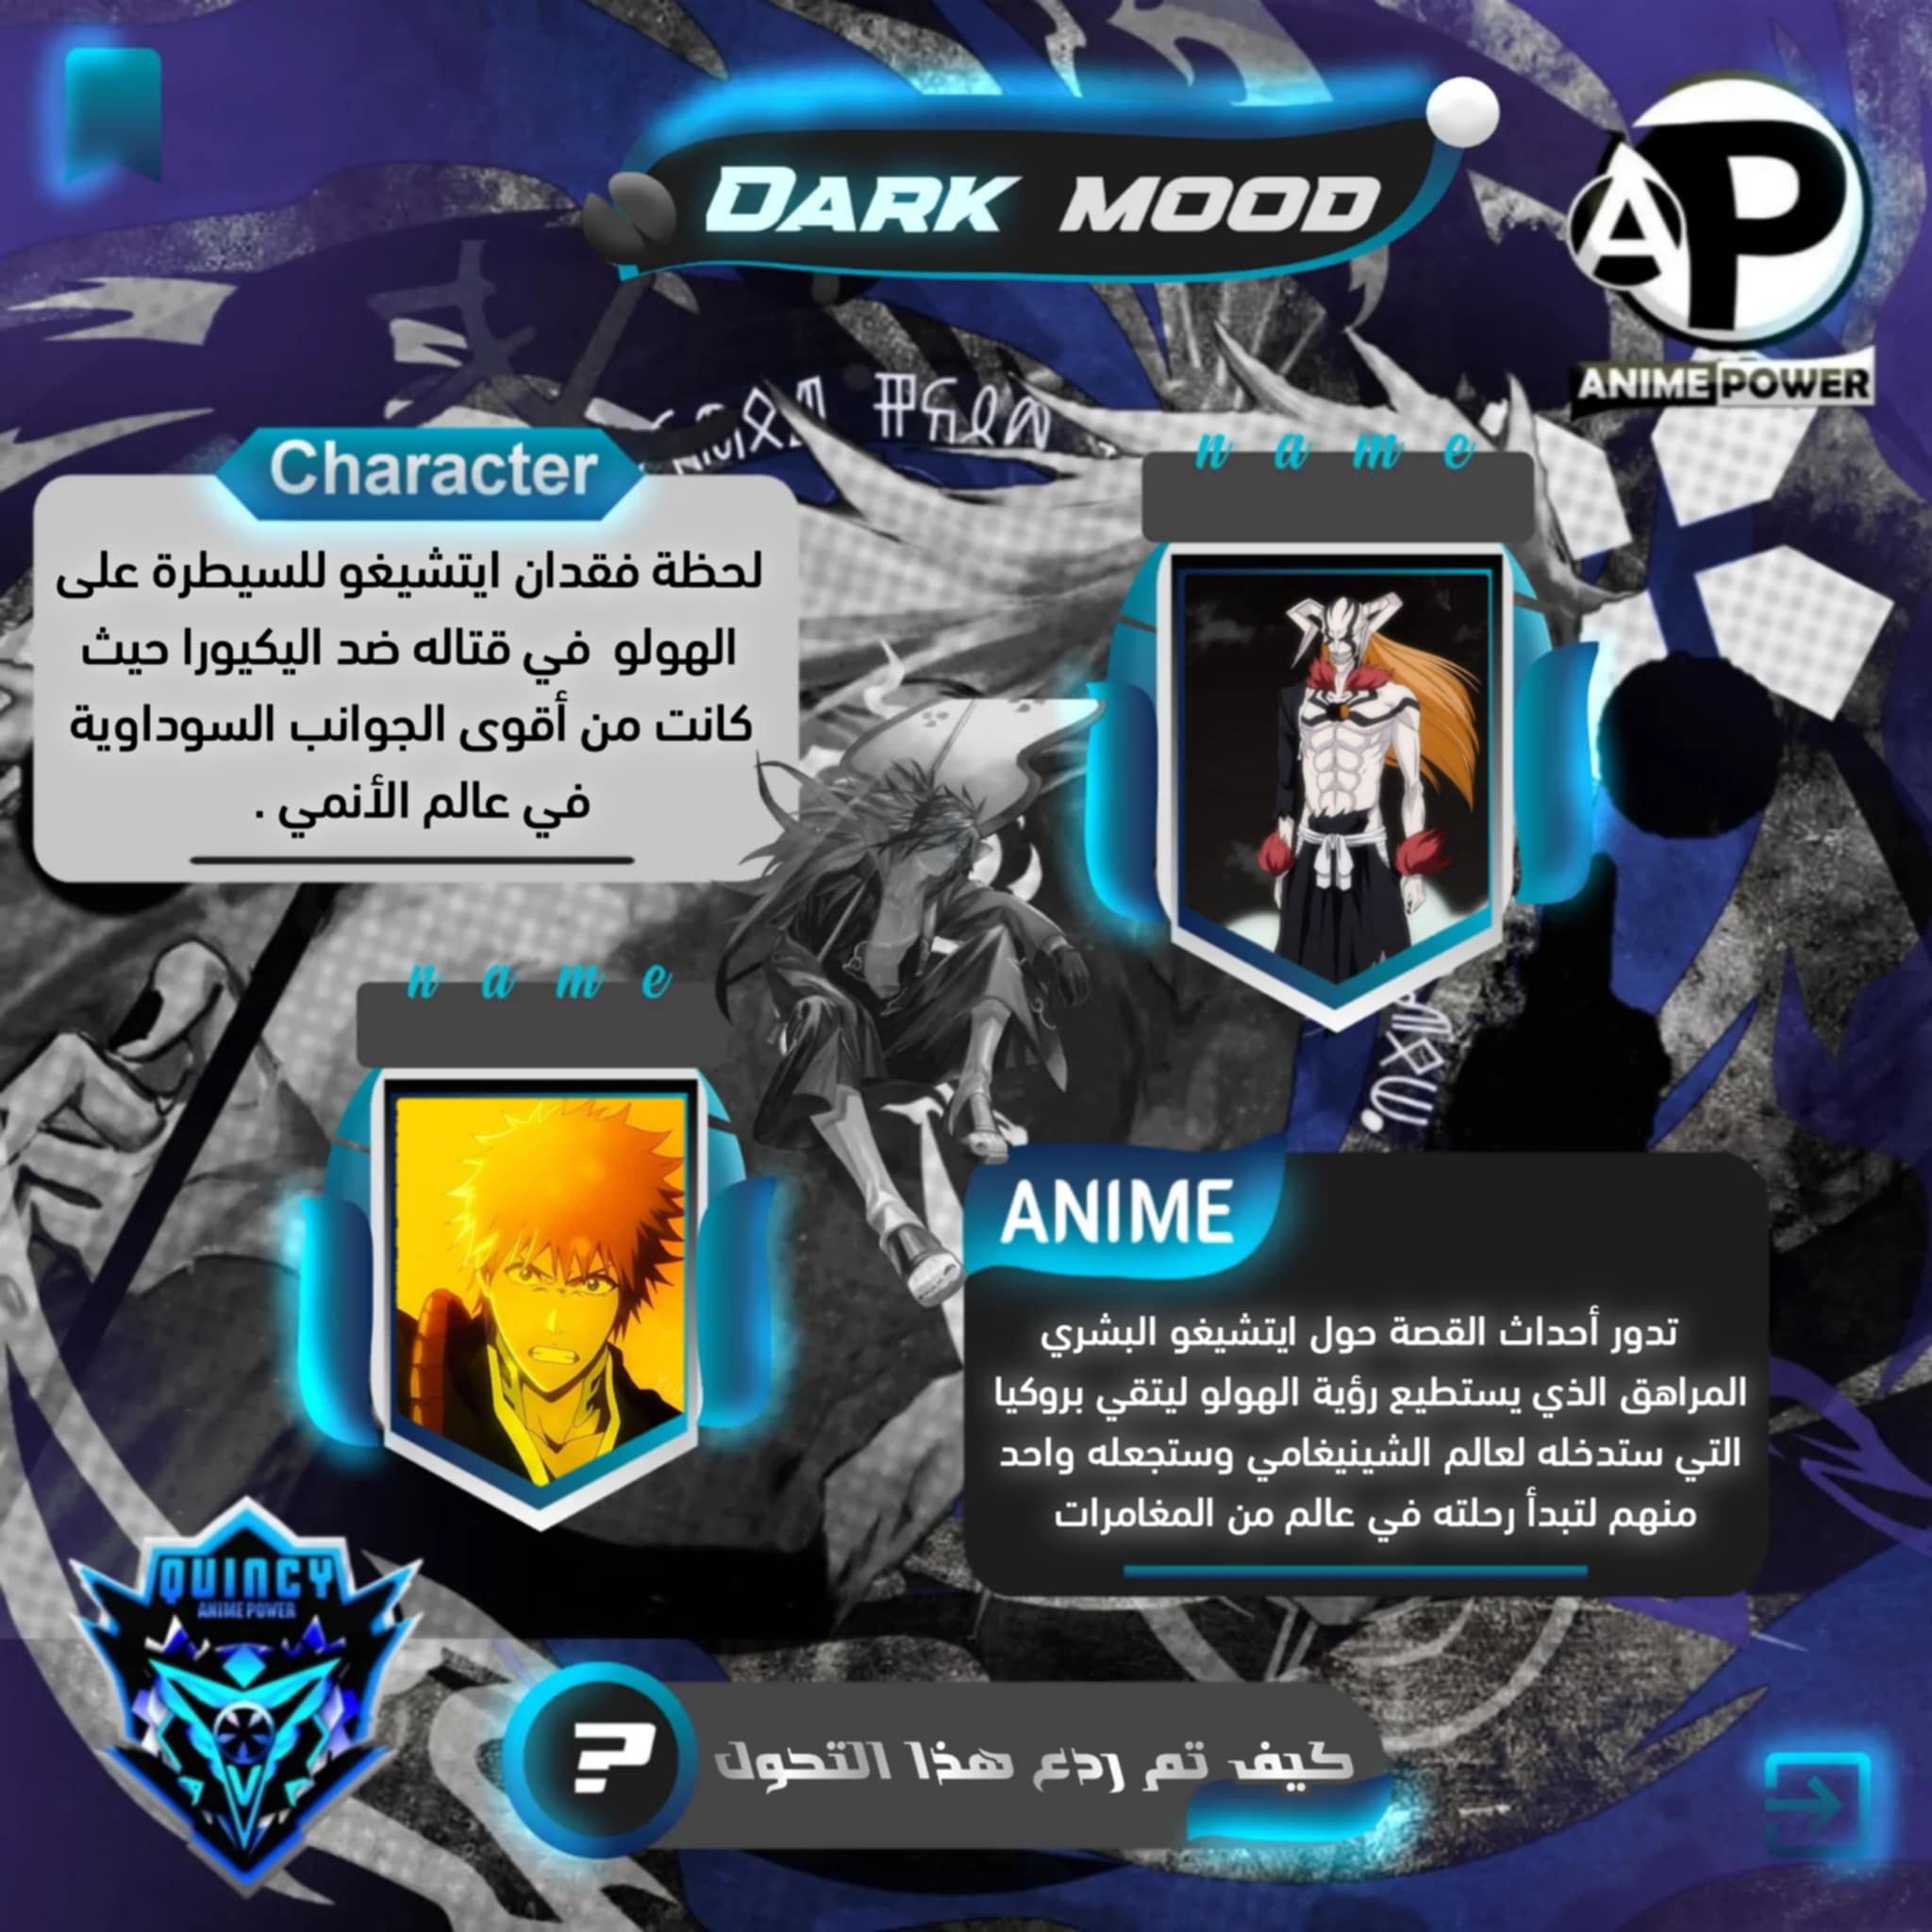 DARK MOOD
AP
ANIME POWER
Character
لحظة فقدان ايتشيغو للسيطرة على
الهولو في قتاله ضد اليكيورا حيث
كانت من أقوى الجوانب السوداوية
في عالم الأنمي .
name
name
ANIME
تدور أحداث القصة حول ايتشيغو البشري
المراهق الذي يستطيع رؤية الهولو ليتقي بروكيا
التي ستدخله لعالم الشينيغامي وستجعله واحد
منهم لتبدأ رحلته في عالم من المغامرات
QUINCY
ANIME POWER
كيف تم ردع هذا التحول
?